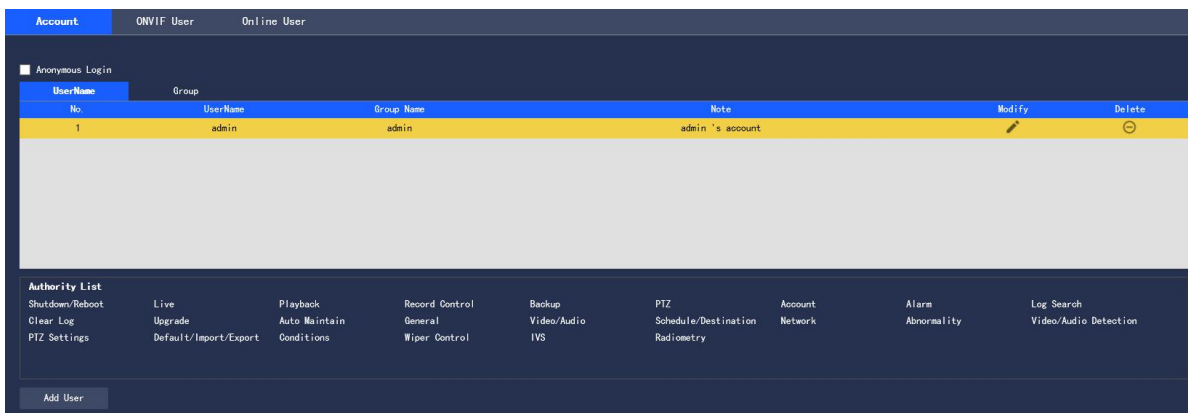 Account ONVIF User Online User
Anonymous Login
UserName Group
No. UserName Group Name Note Modify Delete
1 admin admin admin 's account
Authority List
Shutdown/Reboot Live Playback Record Control Backup PTZ Account Alarm Log Search
Clear Log Upgrade Auto Maintain General Video/Audio Schedule/Destination Network Abnormality Video/Audio Detection
PTZ Settings Default/Import/Export Conditions Wiper Control IVS Radiometry
Add User